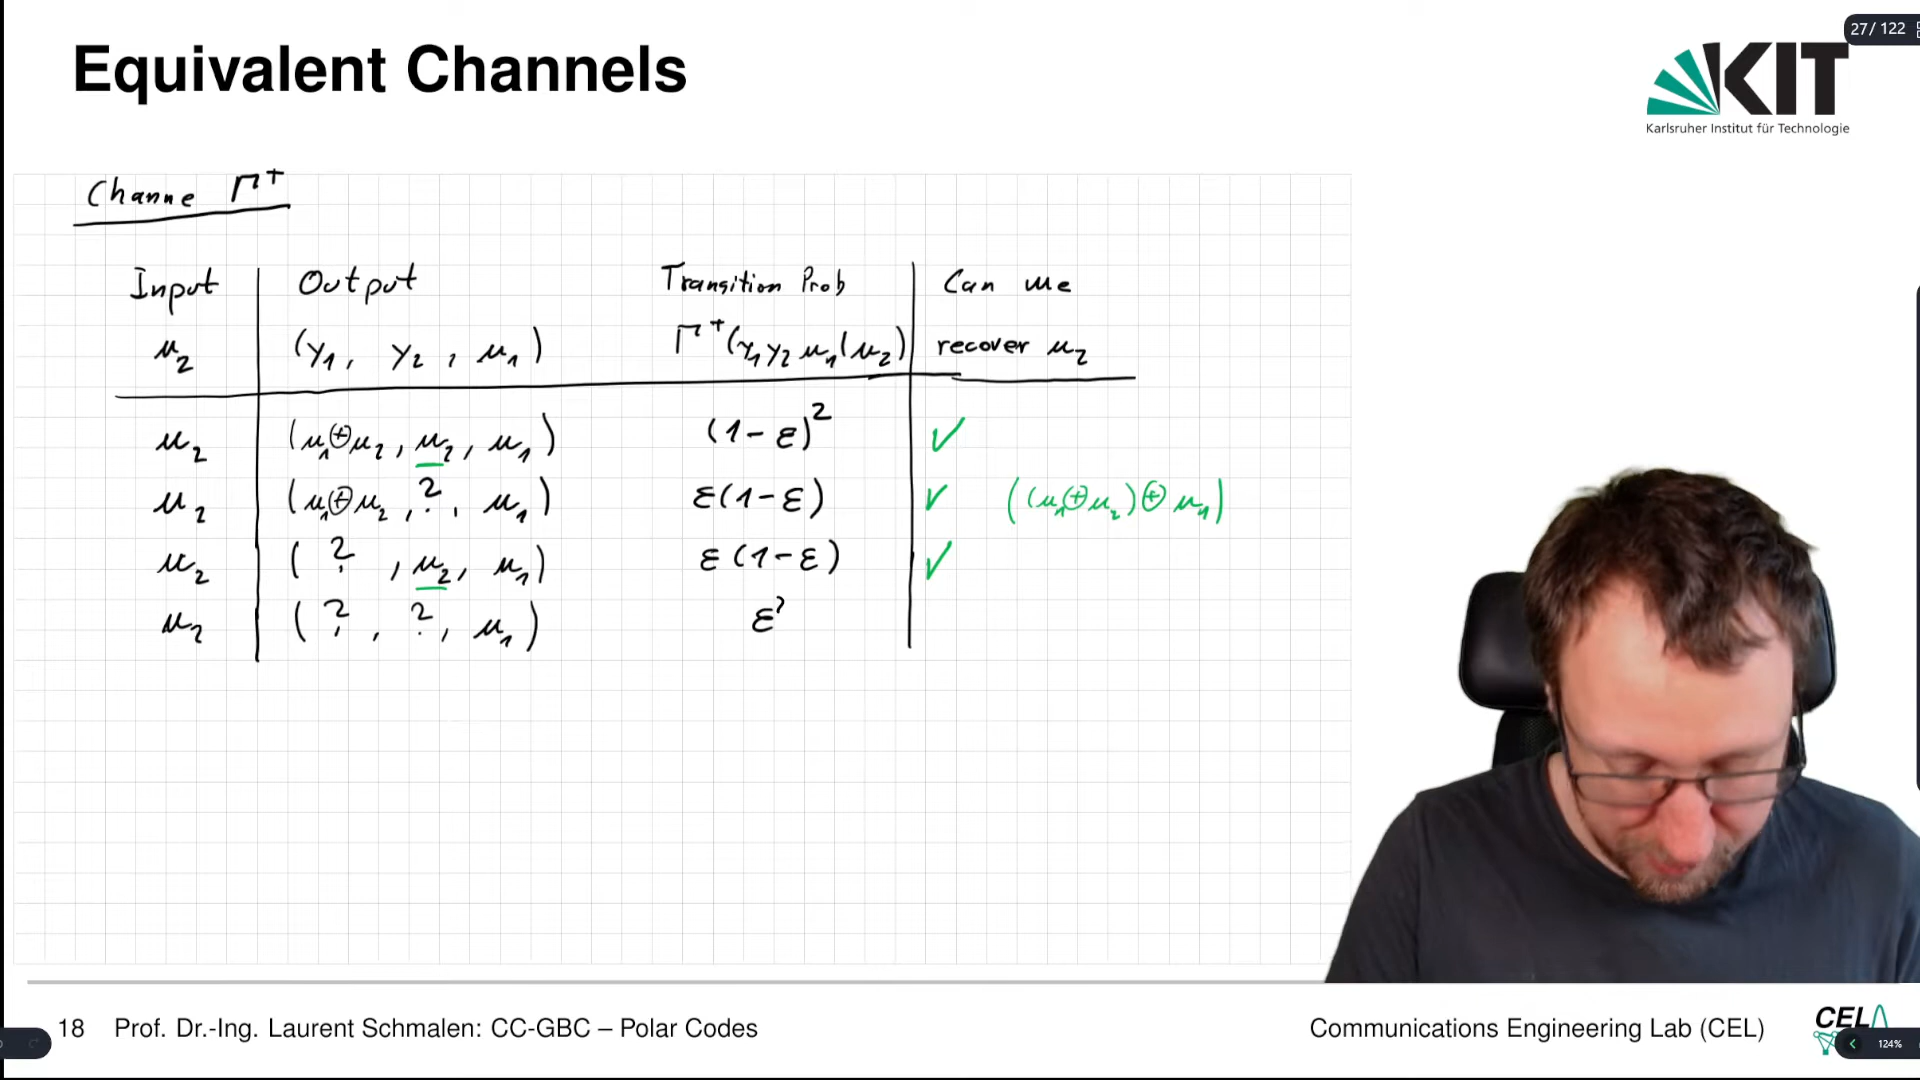 Equivalent Channels
27 / 122
KIT
Karlsruher Institut für Technologie
Channe Γ⁺
Input | Output Transition Prob | Can we
u₂ | (y₁, y₂, u₁) Γ⁺(y₁y₂u₁|u₂) | recover u₂
u₂ | (u₁⊕u₂, u₂, u₁) (1-ε)² | ✓
u₂ | (u₁⊕u₂, ?, u₁) ε(1-ε) | ✓ ((u₁⊕u₂)⊕u₁)
u₂ | (?, u₂, u₁) ε(1-ε) | ✓
u₂ | (?, ?, u₁) ε² |
18 Prof. Dr.-Ing. Laurent Schmalen: CC-GBC – Polar Codes
Communications Engineering Lab (CEL)
CEL
124%